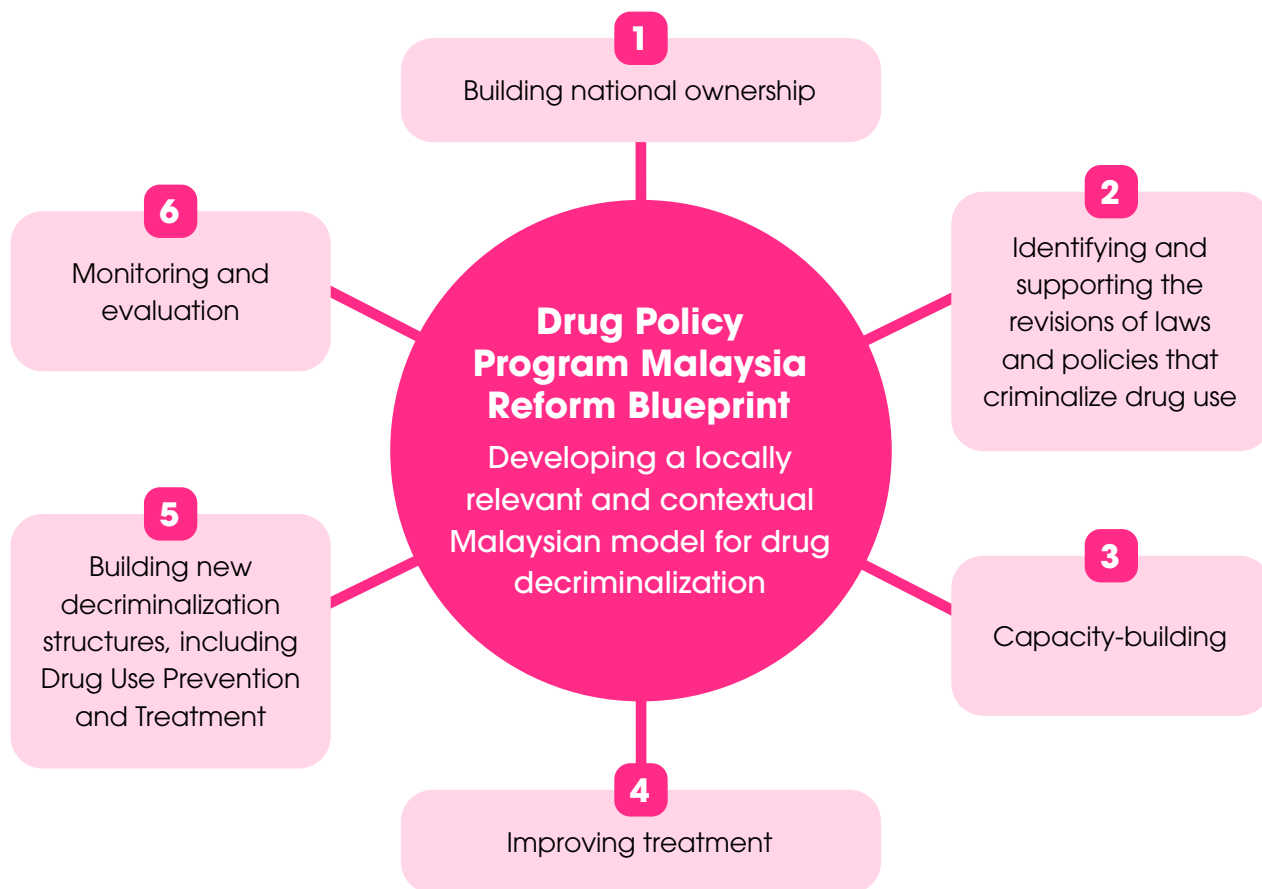 1
Building national ownership
2
Identifying and
supporting the
revisions of laws
and policies that
criminalize drug use
3
Capacity-building
4
Improving treatment
5
Building new
decriminalization
structures, including
Drug Use Prevention
and Treatment
6
Monitoring and
evaluation
Drug Policy
Program Malaysia
Reform Blueprint
Developing a locally
relevant and contextual
Malaysian model for drug
decriminalization